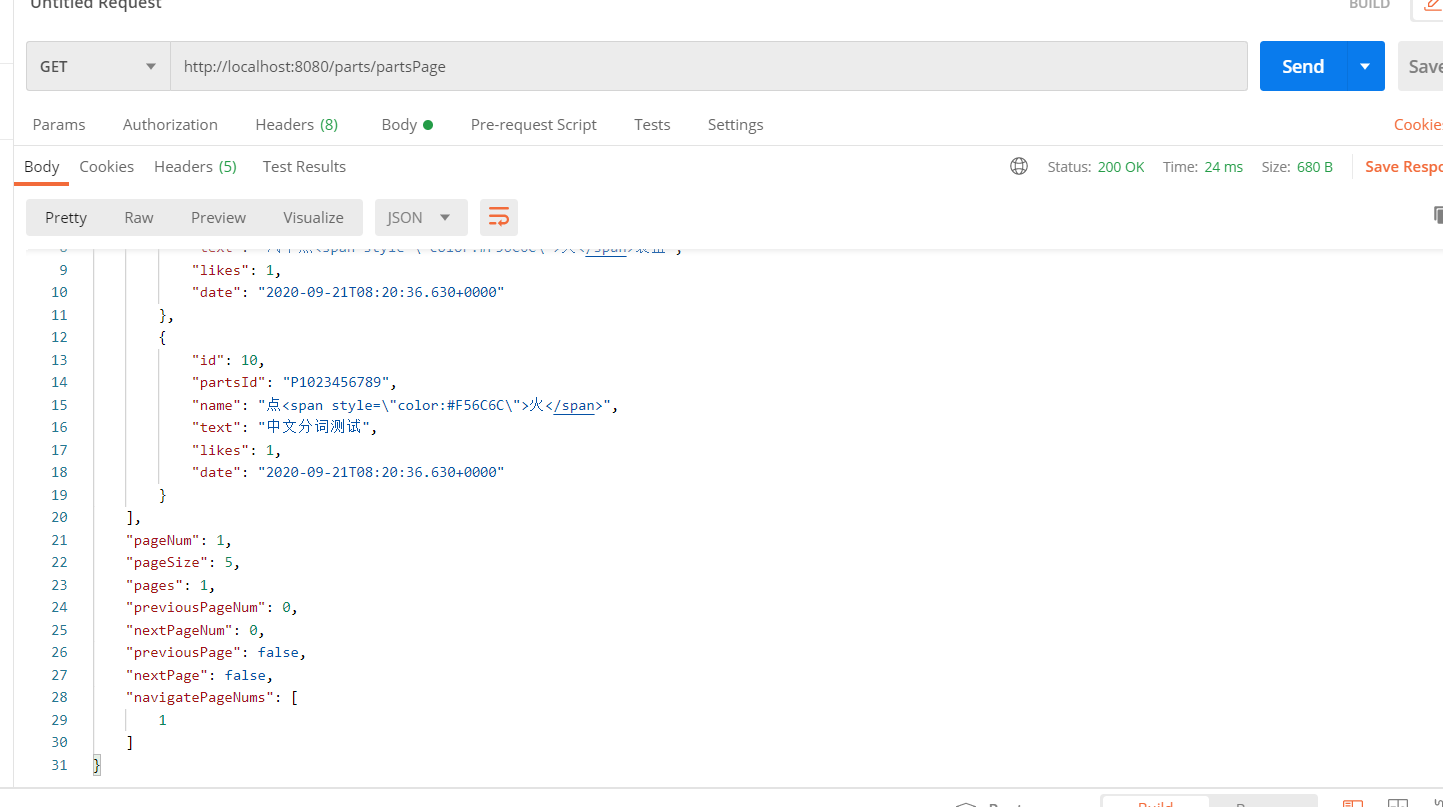 Untitled Request
BUILD
GET
http://localhost:8080/parts/partsPage
Send
Save
Params Authorization Headers (8) Body Pre-request Script Tests Settings
Cookies
Body Cookies Headers (5) Test Results
Status: 200 OK Time: 24 ms Size: 680 B
Save Respo
Pretty Raw Preview Visualize JSON
9 "likes": 1,
10 "date": "2020-09-21T08:20:36.630+0000"
11 },
12 {
13 "id": 10,
14 "partsId": "P1023456789",
15 "name": "点<span style=\"color:#F56C6C\">火</span>",
16 "text": "中文分词测试",
17 "likes": 1,
18 "date": "2020-09-21T08:20:36.630+0000"
19 }
20 ],
21 "pageNum": 1,
22 "pageSize": 5,
23 "pages": 1,
24 "previousPageNum": 0,
25 "nextPageNum": 0,
26 "previousPage": false,
27 "nextPage": false,
28 "navigatePageNums": [
29 1
30 ]
31 }
Build